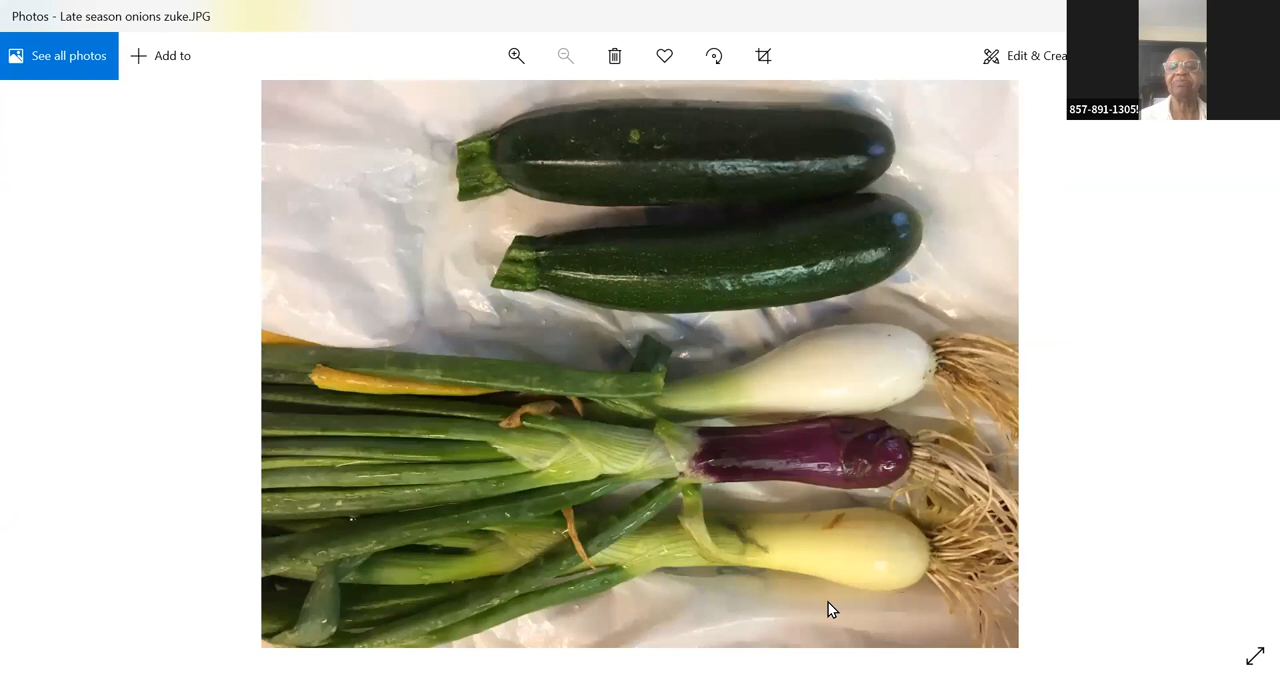 Photos - Late season onions zuke.JPG
See all photos
Add to
Edit & Crea
857-891-1305